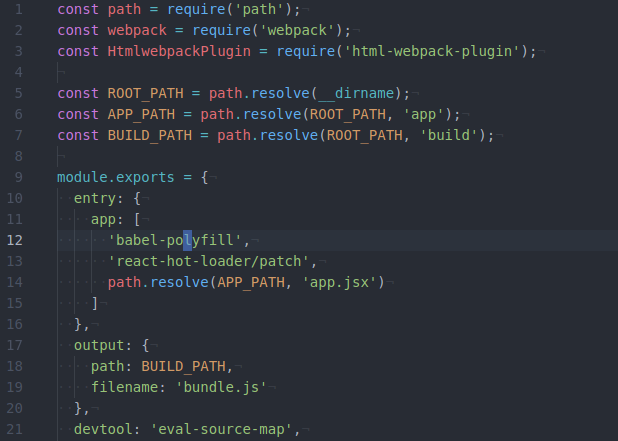 1 const path = require('path');
2 const webpack = require('webpack');
3 const HtmlwebpackPlugin = require('html-webpack-plugin');
4
5 const ROOT_PATH = path.resolve(__dirname);
6 const APP_PATH = path.resolve(ROOT_PATH, 'app');
7 const BUILD_PATH = path.resolve(ROOT_PATH, 'build');
8
9 module.exports = {
10   entry: {
11     app: [
12       'babel-polyfill',
13       'react-hot-loader/patch',
14       path.resolve(APP_PATH, 'app.jsx')
15     ]
16   },
17   output: {
18     path: BUILD_PATH,
19     filename: 'bundle.js'
20   },
21   devtool: 'eval-source-map',